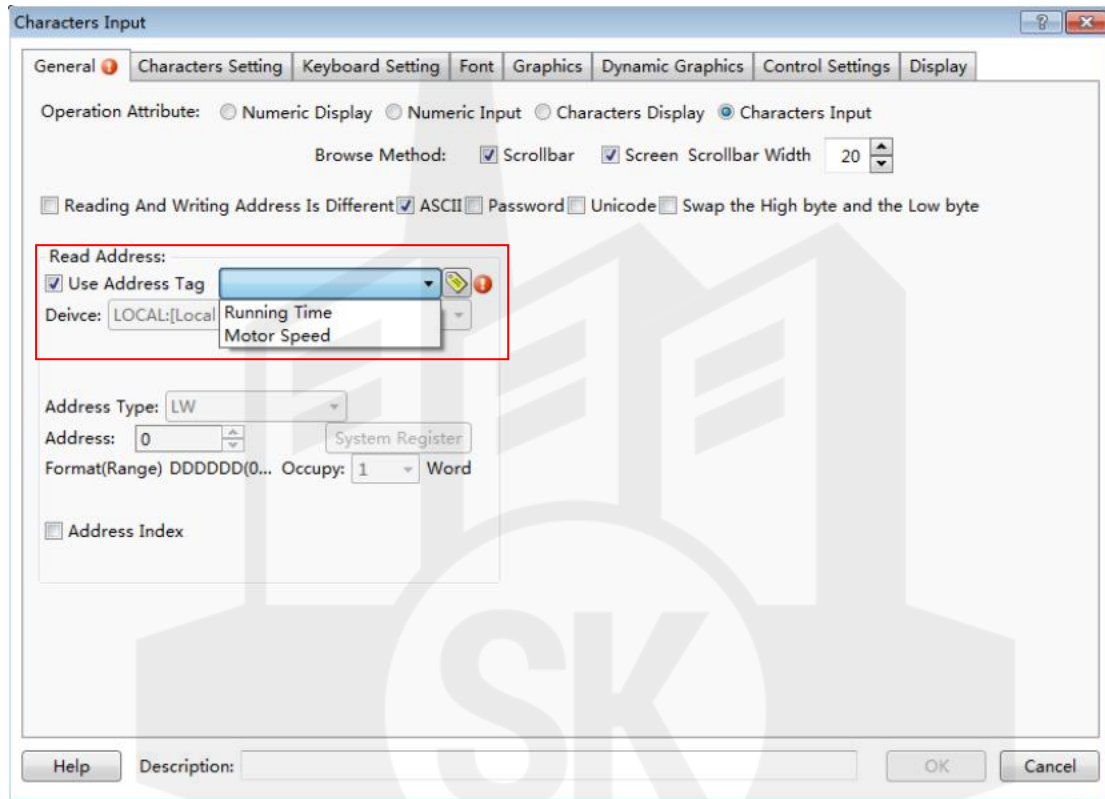 Characters Input
General Characters Setting Keyboard Setting Font Graphics Dynamic Graphics Control Settings Display
Operation Attribute: Numeric Display Numeric Input Characters Display Characters Input
Browse Method: Scrollbar Screen Scrollbar Width 20
Reading And Writing Address Is Different ASCII Password Unicode Swap the High byte and the Low byte
Read Address:
Use Address Tag
Deivce: LOCAL:[Local
Running Time
Motor Speed
Address Type: LW
Address: 0 System Register
Format(Range) DDDDDD(0... Occupy: 1 Word
Address Index
SK
Help Description: OK Cancel